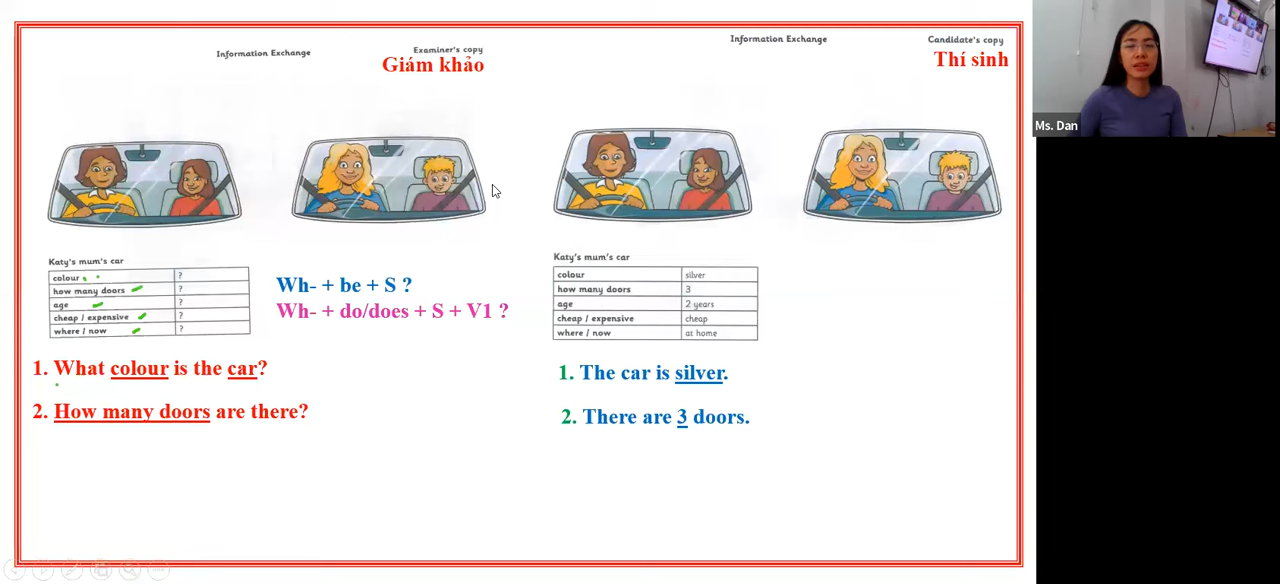 Information Exchange
Examiner's copy
Giám khảo
Information Exchange
Candidate's copy
Thí sinh
Ms. Dan
Katy's mum's car
colour ?
how many doors ?
age ?
cheap / expensive ?
where / now ?
Wh- + be + S ?
Wh- + do/does + S + V1 ?
Katy's mum's car
colour silver
how many doors 3
age 2 years
cheap / expensive cheap
where / now at home
1. What colour is the car?
2. How many doors are there?
1. The car is silver.
2. There are 3 doors.